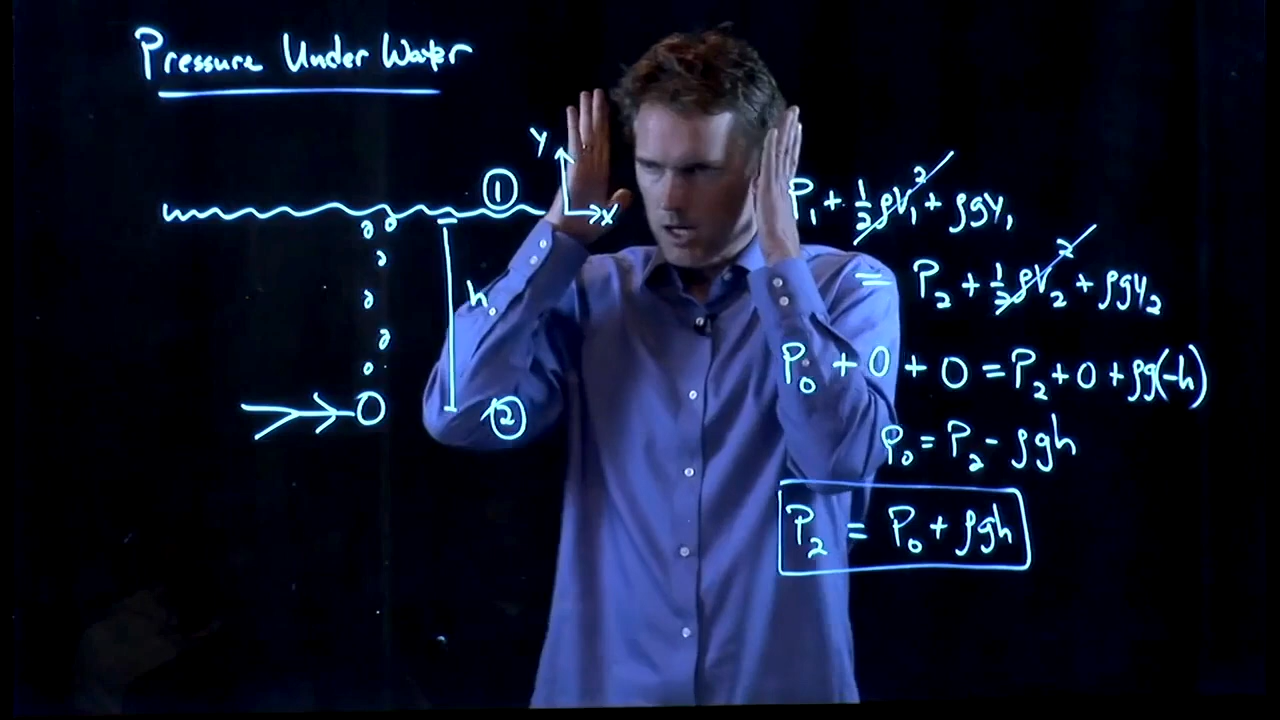 Pressure Under Water
y
①
x
h
②
P₁ + ½ρV₁² + ρgy₁
= P₂ + ½ρV₂² + ρgy₂
P₀ + 0 + 0 = P₂ + 0 + ρg(-h)
P₀ = P₂ - ρgh
P₂ = P₀ + ρgh